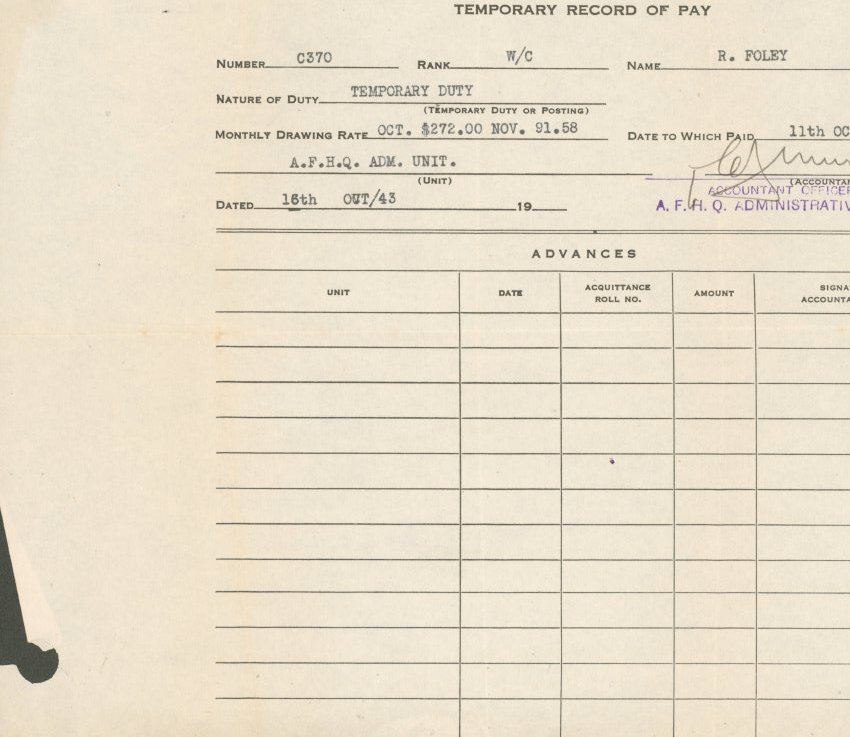 TEMPORARY RECORD OF PAY
NUMBER C370 RANK W/C NAME R. FOLEY
NATURE OF DUTY TEMPORARY DUTY
(TEMPORARY DUTY OR POSTING)
MONTHLY DRAWING RATE OCT. $272.00 NOV. 91.58 DATE TO WHICH PAID 11th OC
A.F.H.Q. ADM. UNIT.
(UNIT) (ACCOUNTAN
ACCOUNTANT OFFICER
DATED 16th OUT/43 19 A. F. H. Q. ADMINISTRATIV
ADVANCES
UNIT DATE ACQUITTANCE ROLL NO. AMOUNT SIGNA ACCOUNTA